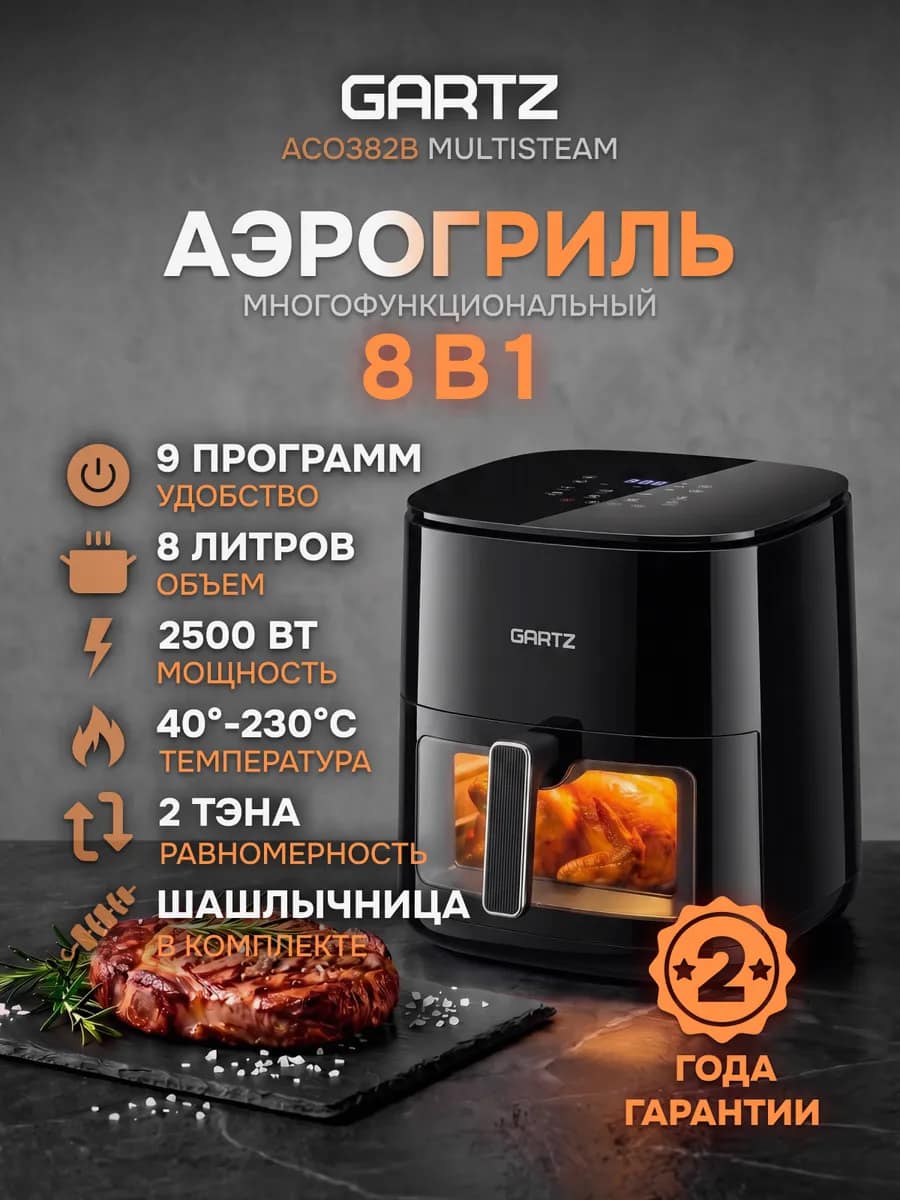 GARTZ
ACO382B MULTISTEAM
АЭРОГРИЛЬ
МНОГОФУНКЦИОНАЛЬНЫЙ
8 В 1
9 ПРОГРАММ
УДОБСТВО
8 ЛИТРОВ
ОБЪЕМ
2500 ВТ
МОЩНОСТЬ
40°-230°C
ТЕМПЕРАТУРА
2 ТЭНА
РАВНОМЕРНОСТЬ
ШАШЛЫЧНИЦА
В КОМПЛЕКТЕ
GARTZ
2
ГОДА
ГАРАНТИИ